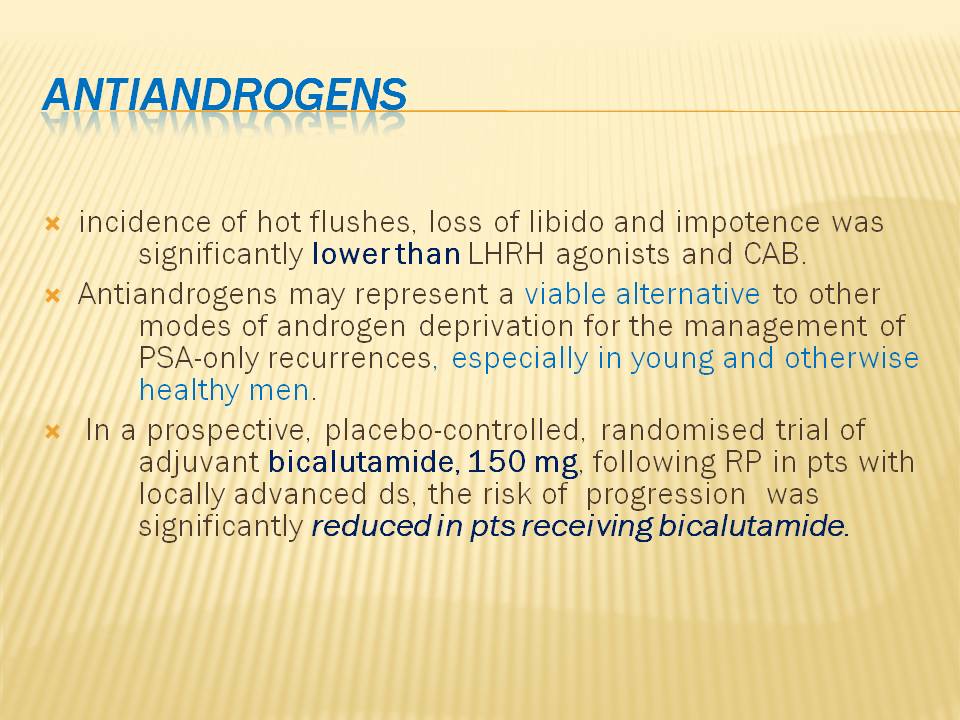 ANTIANDROGENS
incidence of hot flushes, loss of libido and impotence was
significantly lower than LHRH agonists and CAB.
Antiandrogens may represent a viable alternative to other
modes of androgen deprivation for the management of
PSA-only recurrences, especially in young and otherwise
healthy men.
In a prospective, placebo-controlled, randomised trial of
adjuvant bicalutamide, 150 mg, following RP in pts with
locally advanced ds, the risk of progression was
significantly reduced in pts receiving bicalutamide.